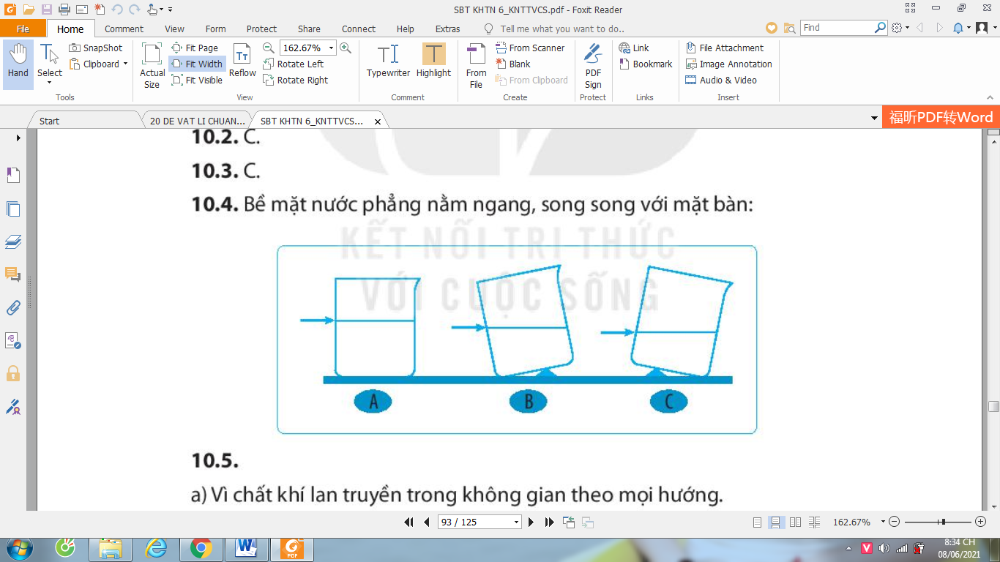 SBT KHTN 6_KNTTVCS.pdf - Foxit Reader
File Home Comment View Form Protect Share Connect Help Extras Tell me what you want to do.. Find
Hand
Select
SnapShot
Clipboard
Tools
Actual Size
Fit Page
Fit Width
Fit Visible
Reflow
162.67%
Rotate Left
Rotate Right
View
Typewriter
Highlight
Comment
From File
From Scanner
Blank
From Clipboard
Create
PDF Sign
Protect
Link
Bookmark
Links
File Attachment
Image Annotation
Audio & Video
Insert
Start 20 DE VAT LI CHUAN... SBT KHTN 6_KNTTVCS... 福昕PDF转Word
10.2. C.
10.3. C.
10.4. Bề mặt nước phẳng nằm ngang, song song với mặt bàn:
KẾT NỐI TRI THỨC
VỚI CUỘC SỐNG
A B C
10.5.
a) Vì chất khí lan truyền trong không gian theo mọi hướng.
93 / 125 162.67%
PDF
V
8:34 CH
08/06/2021